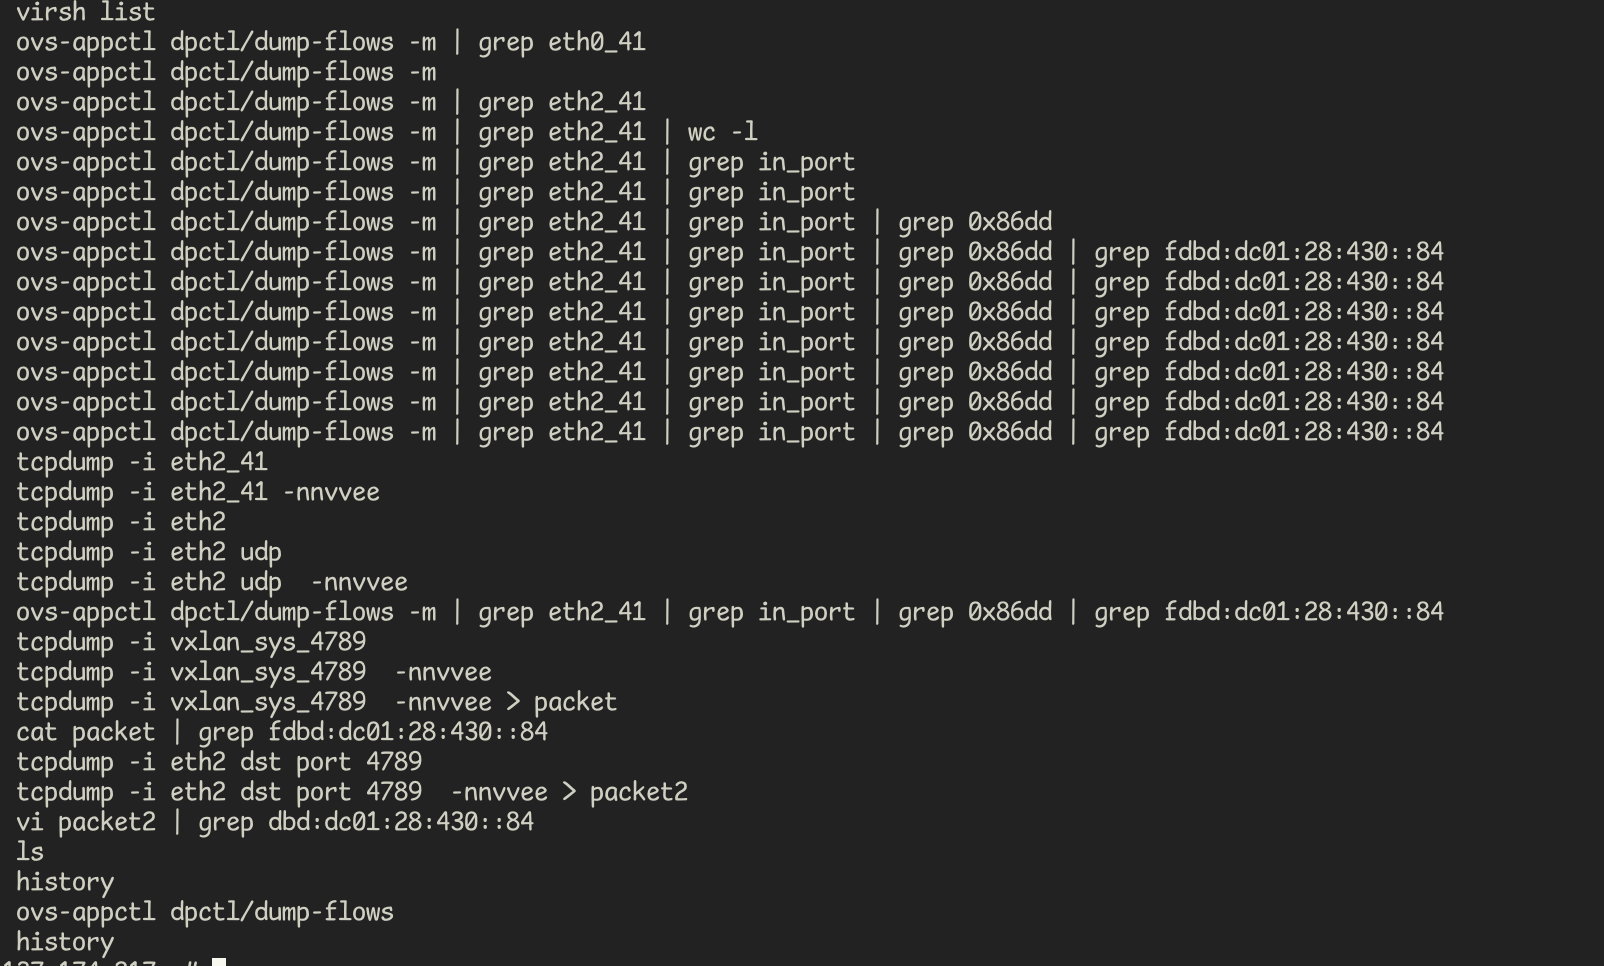 virsh list
ovs-appctl dpctl/dump-flows -m | grep eth0_41
ovs-appctl dpctl/dump-flows -m
ovs-appctl dpctl/dump-flows -m | grep eth2_41
ovs-appctl dpctl/dump-flows -m | grep eth2_41 | wc -l
ovs-appctl dpctl/dump-flows -m | grep eth2_41 | grep in_port
ovs-appctl dpctl/dump-flows -m | grep eth2_41 | grep in_port
ovs-appctl dpctl/dump-flows -m | grep eth2_41 | grep in_port | grep 0x86dd
ovs-appctl dpctl/dump-flows -m | grep eth2_41 | grep in_port | grep 0x86dd | grep fdbd:dc01:28:430::84
ovs-appctl dpctl/dump-flows -m | grep eth2_41 | grep in_port | grep 0x86dd | grep fdbd:dc01:28:430::84
ovs-appctl dpctl/dump-flows -m | grep eth2_41 | grep in_port | grep 0x86dd | grep fdbd:dc01:28:430::84
ovs-appctl dpctl/dump-flows -m | grep eth2_41 | grep in_port | grep 0x86dd | grep fdbd:dc01:28:430::84
ovs-appctl dpctl/dump-flows -m | grep eth2_41 | grep in_port | grep 0x86dd | grep fdbd:dc01:28:430::84
ovs-appctl dpctl/dump-flows -m | grep eth2_41 | grep in_port | grep 0x86dd | grep fdbd:dc01:28:430::84
ovs-appctl dpctl/dump-flows -m | grep eth2_41 | grep in_port | grep 0x86dd | grep fdbd:dc01:28:430::84
tcpdump -i eth2_41
tcpdump -i eth2_41 -nnvvee
tcpdump -i eth2
tcpdump -i eth2 udp
tcpdump -i eth2 udp  -nnvvee
ovs-appctl dpctl/dump-flows -m | grep eth2_41 | grep in_port | grep 0x86dd | grep fdbd:dc01:28:430::84
tcpdump -i vxlan_sys_4789
tcpdump -i vxlan_sys_4789  -nnvvee
tcpdump -i vxlan_sys_4789  -nnvvee > packet
cat packet | grep fdbd:dc01:28:430::84
tcpdump -i eth2 dst port 4789
tcpdump -i eth2 dst port 4789  -nnvvee > packet2
vi packet2 | grep dbd:dc01:28:430::84
ls
history
ovs-appctl dpctl/dump-flows
history